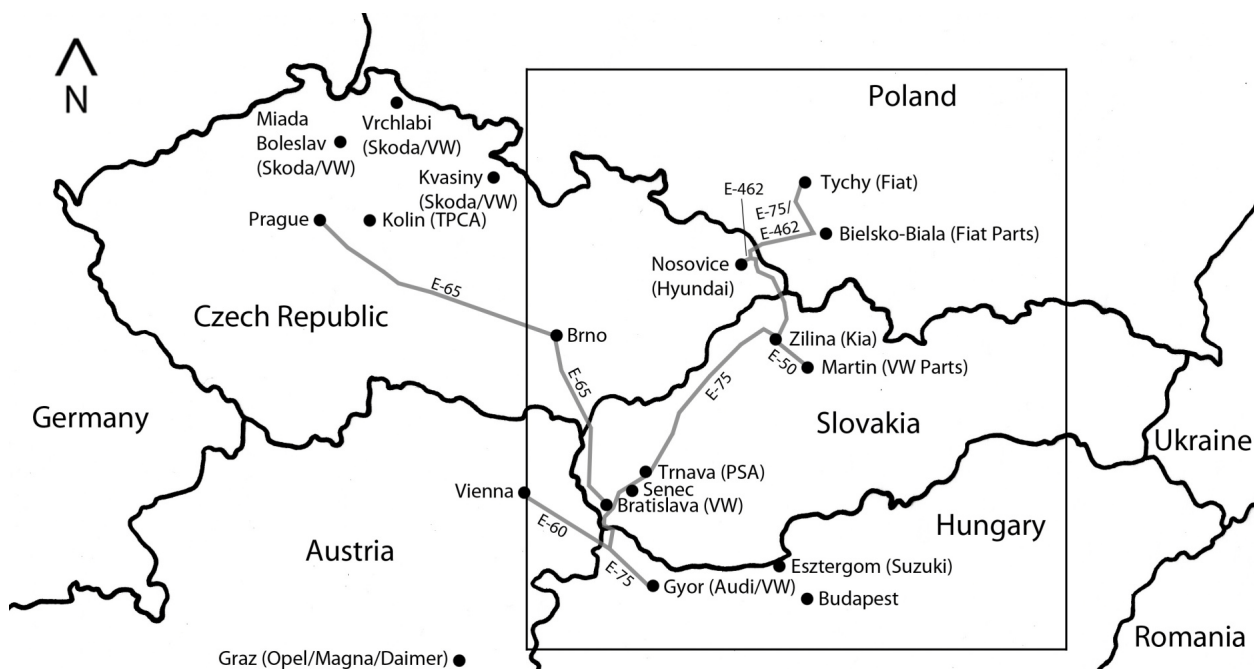 N
Poland
Miada
Boleslav
(Skoda/VW)
Vrchlabi
(Skoda/VW)
Kvasiny
(Skoda/VW)
Prague
Kolin (TPCA)
E-462
E-75/
E-462
Tychy (Fiat)
Bielsko-Biala (Fiat Parts)
Nosovice
(Hyundai)
E-65
Czech Republic
Brno
Zilina (Kia)
E-50
Martin (VW Parts)
E-65
E-75
Germany
Slovakia
Ukraine
Trnava (PSA)
Senec
Bratislava (VW)
Vienna
E-60
Hungary
Austria
E-75
Esztergom (Suzuki)
Gyor (Audi/VW)
Budapest
Romania
Graz (Opel/Magna/Daimer)